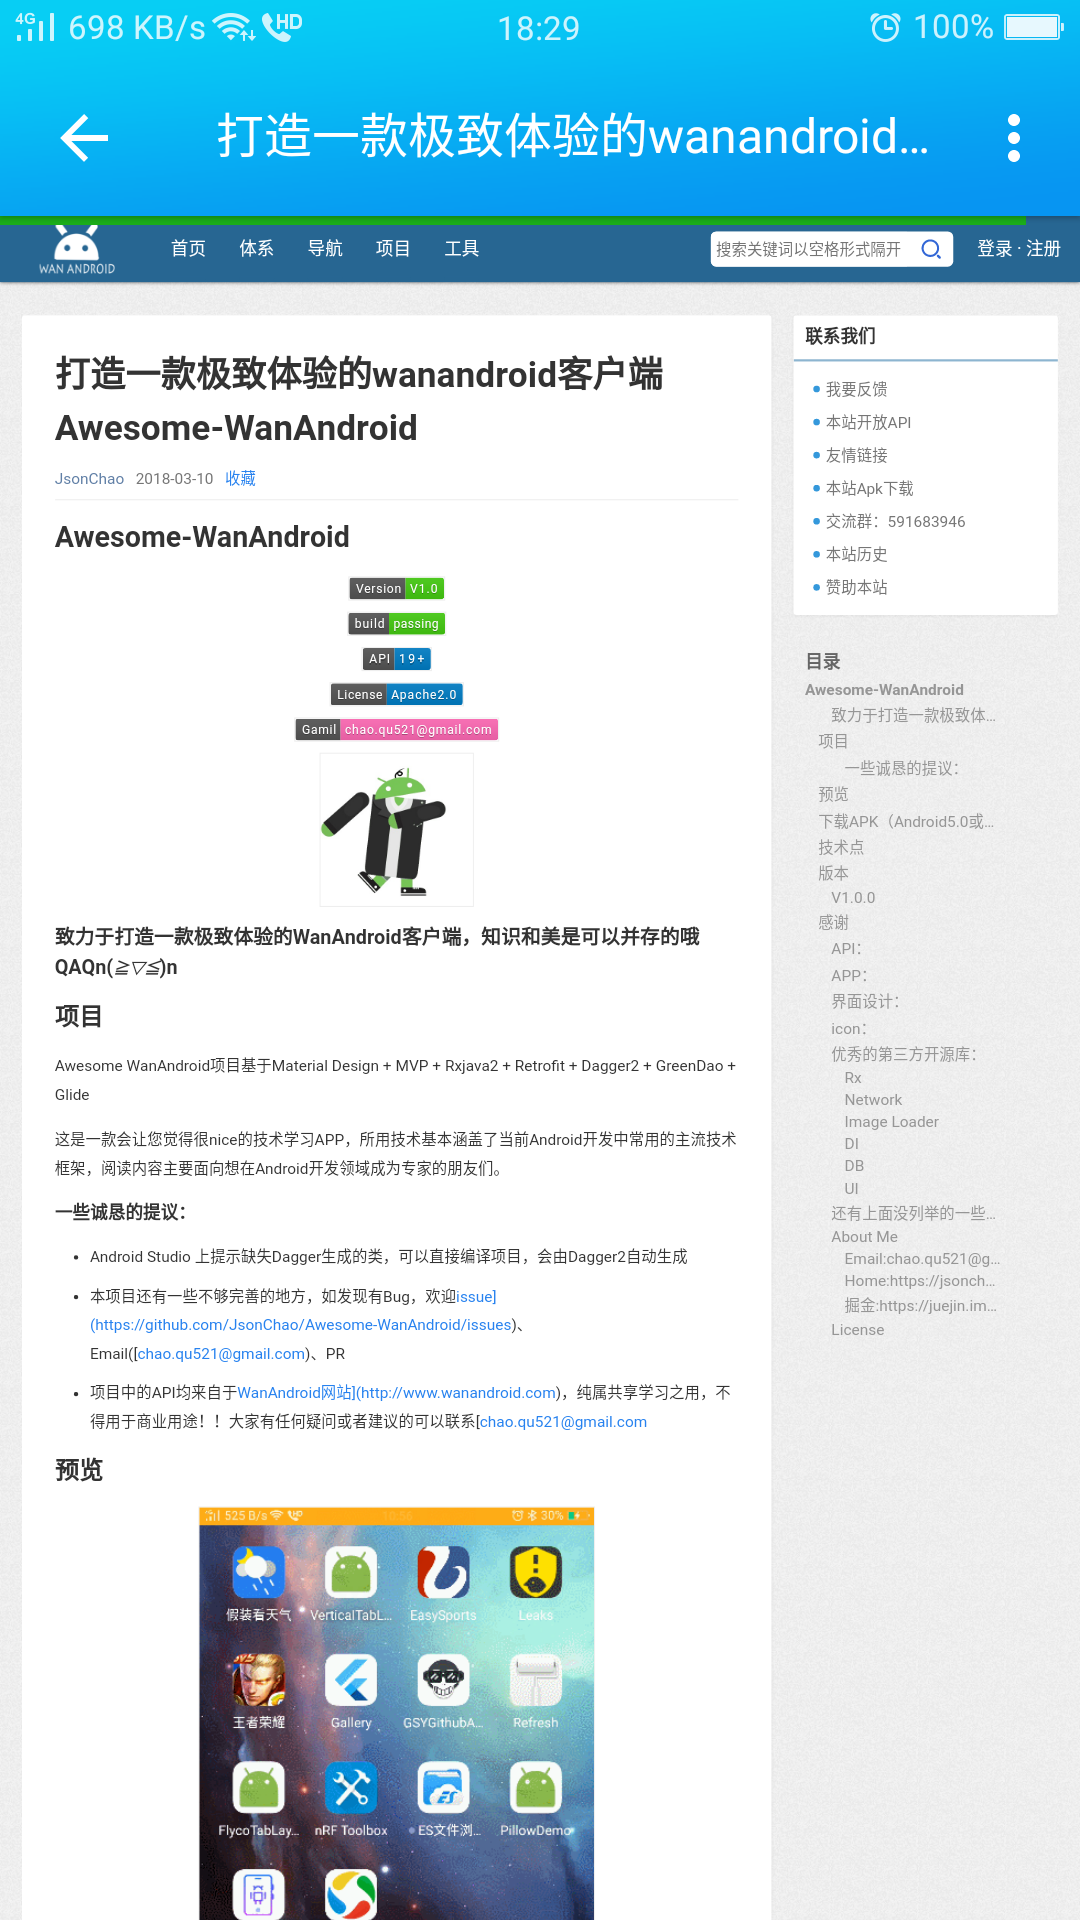 4G 698 KB/s HD 18:29 100%
打造一款极致体验的wanandroid...
WAN ANDROID
首页 体系 导航 项目 工具
搜索关键词以空格形式隔开
登录 · 注册
打造一款极致体验的wanandroid客户端
Awesome-WanAndroid
JsonChao 2018-03-10 收藏
Awesome-WanAndroid
Version V1.0
build passing
API 19+
License Apache2.0
Gamil chao.qu521@gmail.com
致力于打造一款极致体验的WanAndroid客户端，知识和美是可以并存的哦
QAQn(≧▽≦)n
项目
Awesome WanAndroid项目基于Material Design + MVP + Rxjava2 + Retrofit + Dagger2 + GreenDao +
Glide
这是一款会让您觉得很nice的技术学习APP，所用技术基本涵盖了当前Android开发中常用的主流技术
框架，阅读内容主要面向想在Android开发领域成为专家的朋友们。
一些诚恳的提议：
• Android Studio 上提示缺失Dagger生成的类，可以直接编译项目，会由Dagger2自动生成
• 本项目还有一些不够完善的地方，如发现有Bug，欢迎issue]
(https://github.com/JsonChao/Awesome-WanAndroid/issues)、
Email([chao.qu521@gmail.com)、PR
• 项目中的API均来自于WanAndroid网站](http://www.wanandroid.com)，纯属共享学习之用，不
得用于商业用途！！大家有任何疑问或者建议的可以联系[chao.qu521@gmail.com
预览
525 B/s 30%
假装看天气 VerticalTabL... EasySports Leaks
王者荣耀 Gallery GSYGithubA... Refresh
FlycoTabLay... nRF Toolbox ES文件浏... PillowDemo
联系我们
• 我要反馈
• 本站开放API
• 友情链接
• 本站Apk下载
• 交流群：591683946
• 本站历史
• 赞助本站
目录
Awesome-WanAndroid
致力于打造一款极致体...
项目
一些诚恳的提议：
预览
下载APK（Android5.0或...
技术点
版本
V1.0.0
感谢
API：
APP：
界面设计：
icon：
优秀的第三方开源库：
Rx
Network
Image Loader
DI
DB
UI
还有上面没列举的一些...
About Me
Email:chao.qu521@g...
Home:https://jsonch...
掘金:https://juejin.im...
License